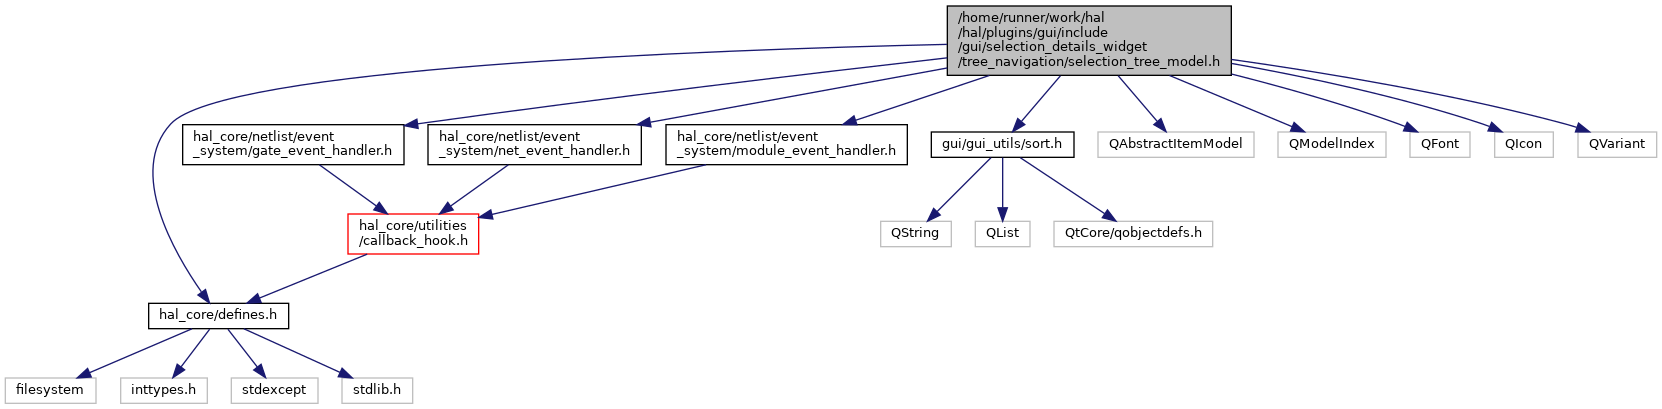 /home/runner/work/hal
/hal/plugins/gui/include
/gui/selection_details_widget
/tree_navigation/selection_tree_model.h
hal_core/netlist/event
_system/gate_event_handler.h
hal_core/netlist/event
_system/net_event_handler.h
hal_core/netlist/event
_system/module_event_handler.h
gui/gui_utils/sort.h
QAbstractItemModel
QModelIndex
QFont
QIcon
QVariant
hal_core/utilities
/callback_hook.h
QString
QList
QtCore/qobjectdefs.h
hal_core/defines.h
filesystem
inttypes.h
stdexcept
stdlib.h